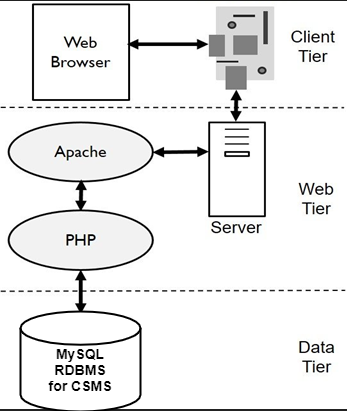 Web
Browser
Client
Tier
Apache
Web
Tier
Server
PHP
MySQL
RDBMS
for CSMS
Data
Tier